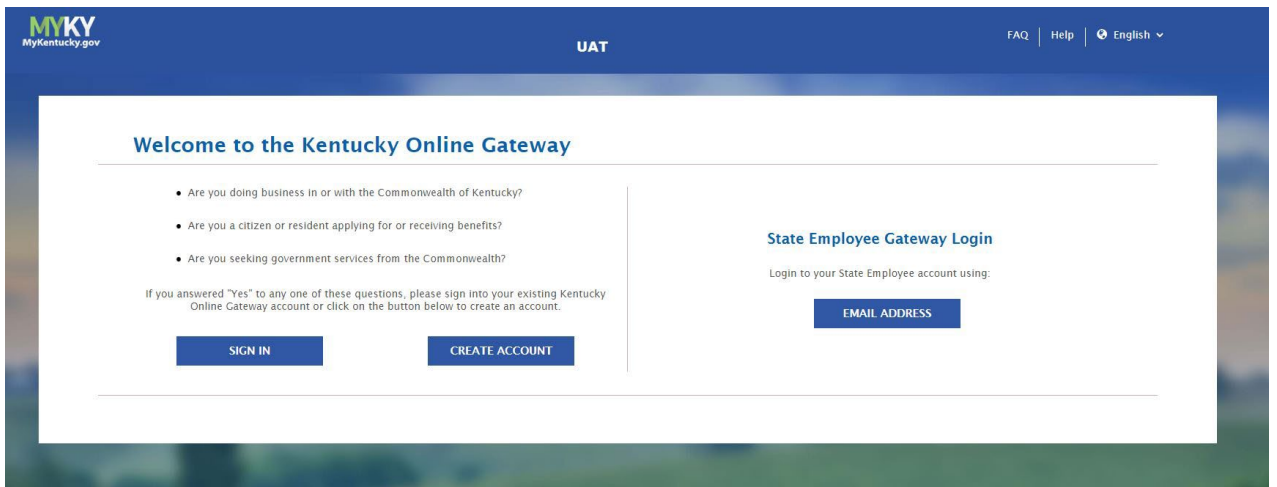 MYKY
MyKentucky.gov
UAT
FAQ
Help
English
Welcome to the Kentucky Online Gateway
Are you doing business in or with the Commonwealth of Kentucky?
Are you a citizen or resident applying for or receiving benefits?
Are you seeking government services from the Commonwealth?
If you answered "Yes" to any one of these questions, please sign into your existing Kentucky
Online Gateway account or click on the button below to create an account.
SIGN IN
CREATE ACCOUNT
State Employee Gateway Login
Login to your State Employee account using:
EMAIL ADDRESS